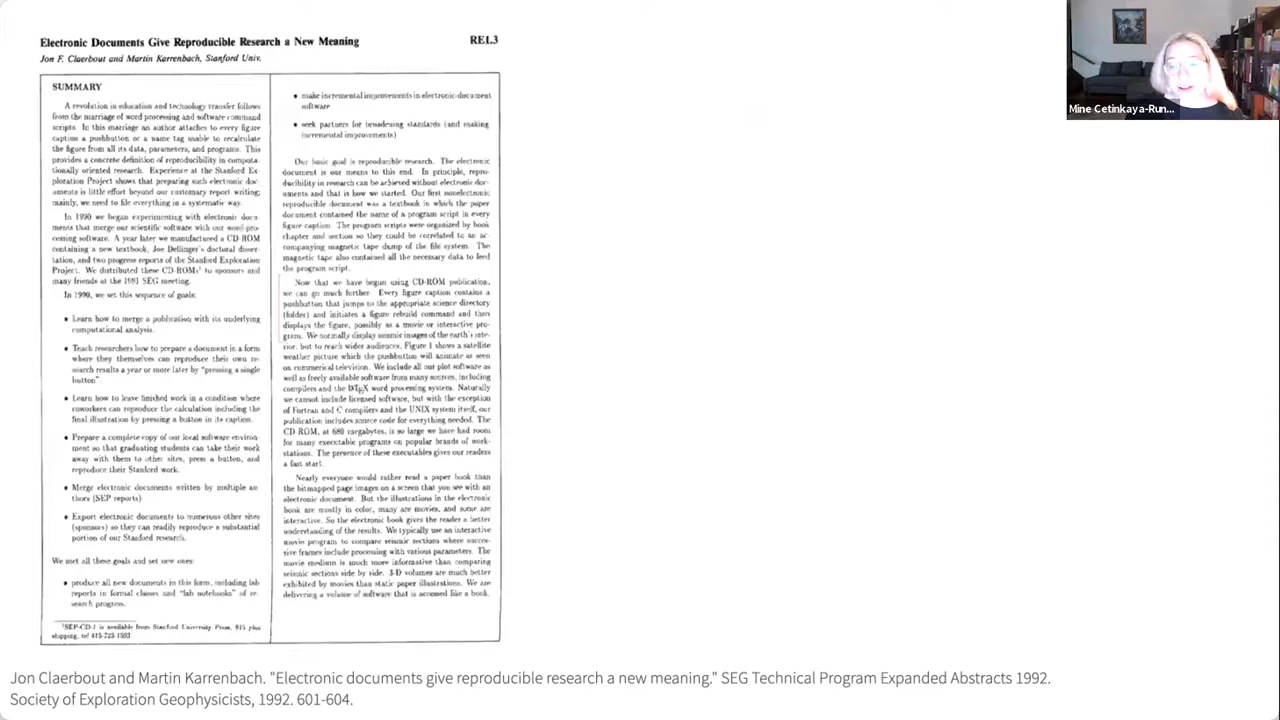 Electronic Documents Give Reproducible Research a New Meaning
RE1.3
Jon F. Claerbout and Martin Karrenbach, Stanford Univ.
SUMMARY
A revolution in education and technology transfer follows
from the marriage of word processing and software command
scripts. In this marriage an author attaches to every figure
caption a pushbutton or a name tag usable to recalculate
the figure from all its data, parameters, and programs. This
provides a concrete definition of reproducibility in computa-
tionally oriented research. Experience at the Stanford Ex-
ploration Project shows that preparing such electronic doc-
uments is little effort beyond our customary report writing;
mainly, we need to file everything in a systematic way.
In 1990 we began experimenting with electronic docu-
ments that merge our scientific software with our word pro-
cessing software. A year later we manufactured a CD-ROM
containing a new textbook, Joe Dellinger's doctoral disser-
tation, and two progress reports of the Stanford Exploration
Project. We distributed these CD-ROMs¹ to sponsors and
many friends at the 1991 SEG meeting.
In 1990, we set this sequence of goals:
• Learn how to merge a publication with its underlying
computational analysis.
• Teach researchers how to prepare a document in a form
where they themselves can reproduce their own re-
search results a year or more later by "pressing a single
button"
• Learn how to leave finished work in a condition where
coworkers can reproduce the calculation including the
final illustration by pressing a button in its caption.
• Prepare a complete copy of our local software environ-
ment so that graduating students can take their work
away with them to other sites, press a button, and
reproduce their Stanford work.
• Merge electronic documents written by multiple au-
thors (SEP reports)
• Export electronic documents to numerous other sites
(sponsors) so they can readily reproduce a substantial
portion of our Stanford research.
We met all these goals and set new ones:
• produce all new documents in this form, including lab
reports in formal classes and "lab notebooks" of re-
search progress.
¹SEP-CD-1 is available from Stanford University Press, $15 plus
shipping, tel 415-723-1593
• make incremental improvements in electronic-document
software
• seek partners for broadening standards (and making
incremental improvements)
Our basic goal is reproducible research. The electronic
document is our means to this end. In principle, repro-
ducibility in research can be achieved without electronic doc-
uments and that is how we started. Our first nonelectronic
reproducible document was a textbook in which the paper
document contained the name of a program script in every
figure caption. The program scripts were organized by book
chapter and section so they could be correlated to an ac-
companying magnetic tape dump of the file system. The
magnetic tape also contained all the necessary data to feed
the program script.
Now that we have begun using CD-ROM publication,
we can go much further. Every figure caption contains a
pushbutton that jumps to the appropriate science directory
(folder) and initiates a figure rebuild command and then
displays the figure, possibly as a movie or interactive pro-
gram. We normally display seismic images of the earth's inte-
rior, but to reach wider audiences, Figure 1 shows a satellite
weather picture which the pushbutton will animate as seen
on commerical television. We include all our plot software as
well as freely available software from many sources, including
compilers and the LaTeX word processing system. Naturally
we cannot include licensed software, but with the exception
of Fortran and C compilers and the UNIX system itself, our
publication includes source code for everything needed. The
CD-ROM, at 680 megabytes, is so large we have had room
for many executable programs on popular brands of work-
stations. The presence of these executables gives our readers
a fast start.
Nearly everyone would rather read a paper book than
the bitmapped page images on a screen that you see with an
electronic document. But the illustrations in the electronic
book are mostly in color, many are movies, and some are
interactive. So the electronic book gives the reader a better
understanding of the results. We typically use an interactive
movie program to compare seismic sections where succes-
sive frames include processing with various parameters. The
movie medium is much more informative than comparing
seismic sections side by side. 3-D volumes are much better
exhibited by movies than static paper illustrations. We are
delivering a volume of software that is accessed like a book.
Mine Cetinkaya-Run...
Jon Claerbout and Martin Karrenbach. "Electronic documents give reproducible research a new meaning." SEG Technical Program Expanded Abstracts 1992.
Society of Exploration Geophysicists, 1992. 601-604.